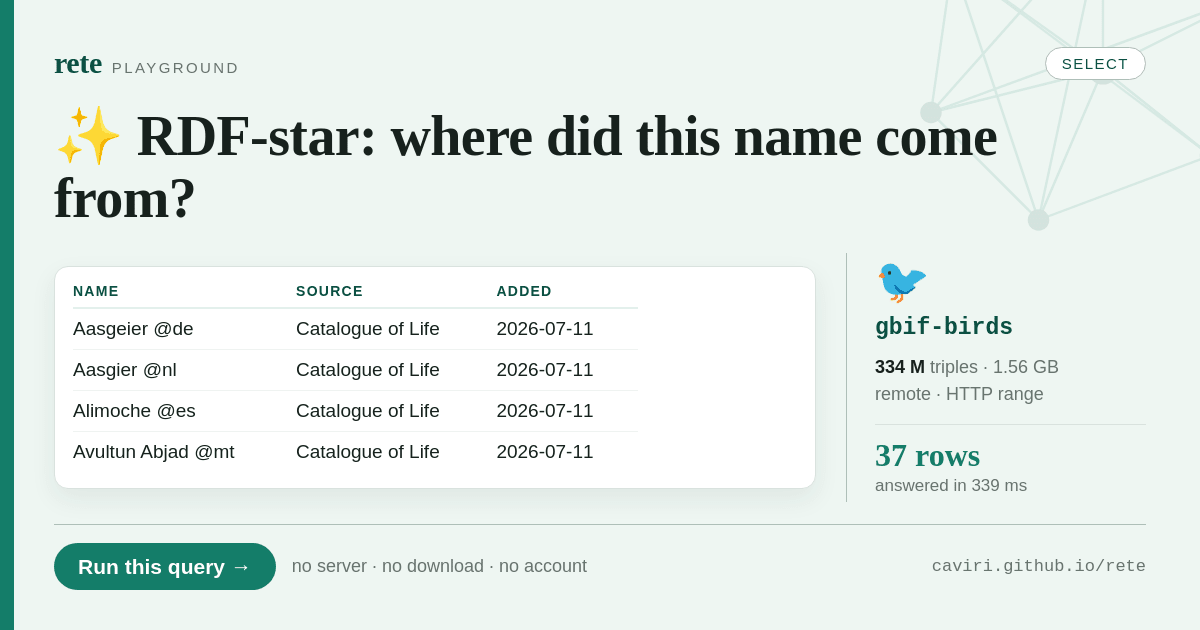 rete PLAYGROUND
SELECT
✨ RDF-star: where did this name come
from?
NAME SOURCE ADDED
Aasgeier @de Catalogue of Life 2026-07-11
Aasgier @nl Catalogue of Life 2026-07-11
Alimoche @es Catalogue of Life 2026-07-11
Avultun Abjad @mt Catalogue of Life 2026-07-11
🐦
gbif-birds
334 M triples · 1.56 GB
remote · HTTP range
37 rows
answered in 339 ms
Run this query →
no server · no download · no account
caviri.github.io/rete